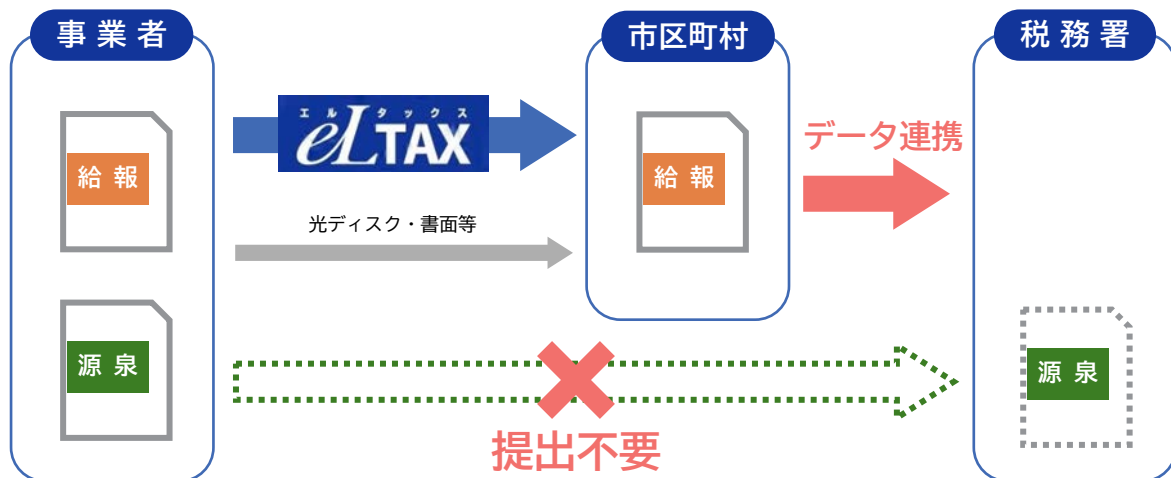 事業者
市区町村
税務署
エルタックス
eLTAX
データ連携
給報
給報
光ディスク・書面等
源泉
源泉
提出不要